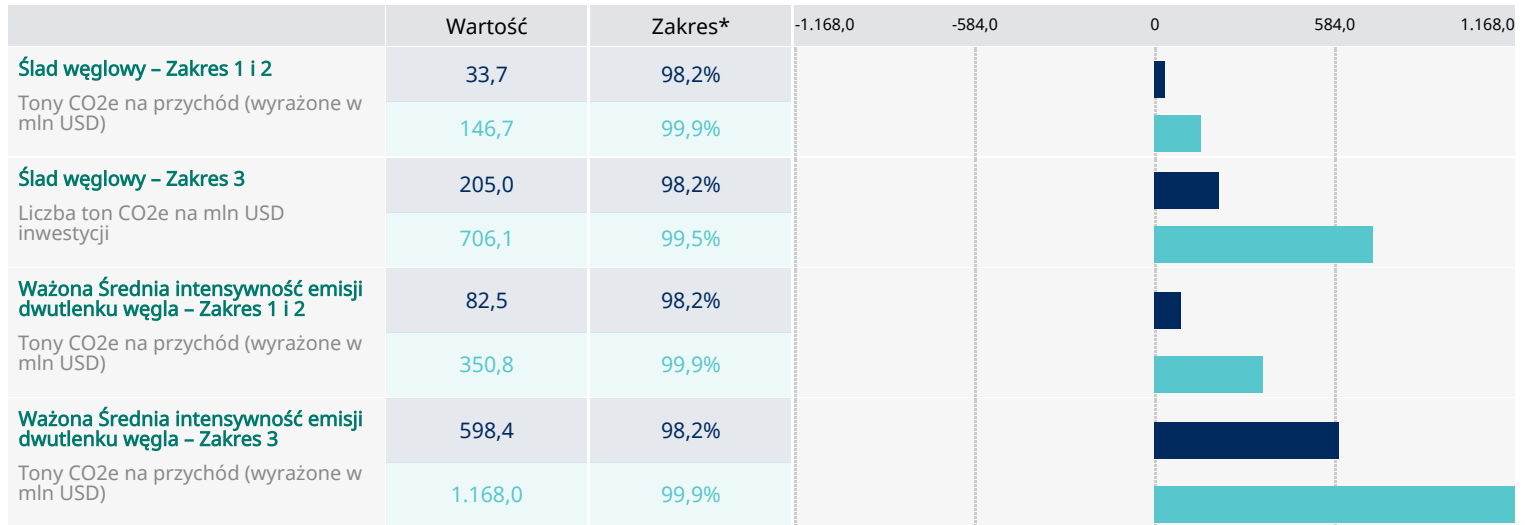 Wartość Zakres* -1.168,0 -584,0 0 584,0 1.168,0
Ślad węglowy – Zakres 1 i 2
Tony CO2e na przychód (wyrażone w
mln USD)
33,7 98,2%
146,7 99,9%
Ślad węglowy – Zakres 3
Liczba ton CO2e na mln USD
inwestycji
205,0 98,2%
706,1 99,5%
Ważona Średnia intensywność emisji
dwutlenku węgla – Zakres 1 i 2
Tony CO2e na przychód (wyrażone w
mln USD)
82,5 98,2%
350,8 99,9%
Ważona Średnia intensywność emisji
dwutlenku węgla – Zakres 3
Tony CO2e na przychód (wyrażone w
mln USD)
598,4 98,2%
1.168,0 99,9%